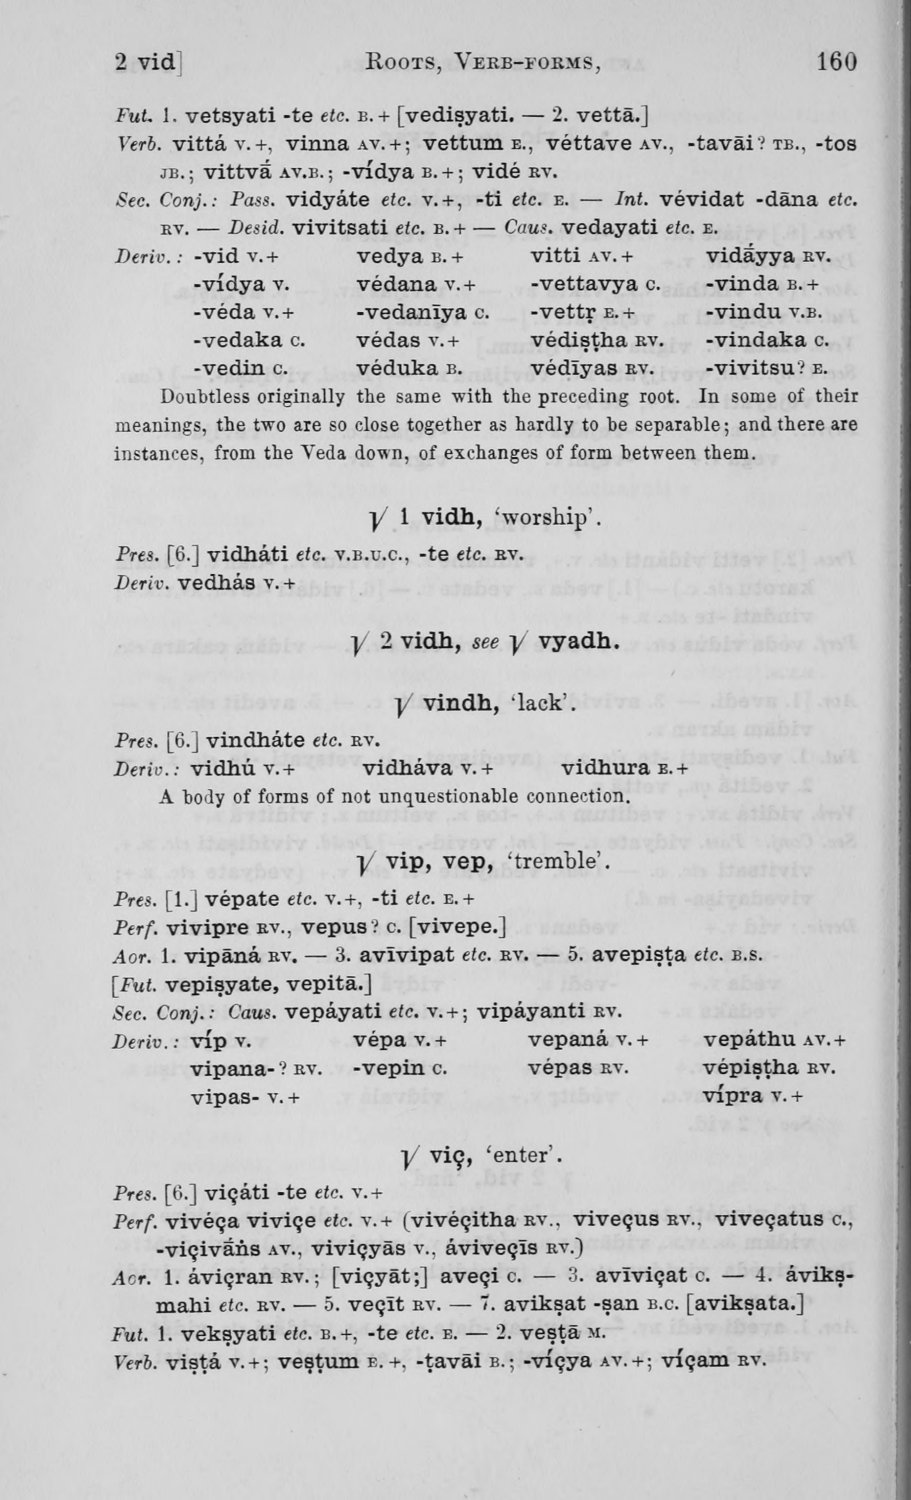 2 vid] ROOTS, VERB-FORMS, 160
Fut. 1. vetsyati -te etc. B.+ [vediṣyati. — 2. vettā.]
Verb. vittá V.+, vinna AV.+; vettum E., véttave AV., -tavāi? TB., -tos
JB.; vittvā́ AV.B.; -vídya B.+; vidé RV.
Sec. Conj.: Pass. vidyáte etc. V.+, -ti etc. E. — Int. vévidat -dāna etc.
RV. — Desid. vivitsati etc. B.+ — Caus. vedayati etc. E.
Deriv.: -vid V.+ vedya B.+ vitti AV.+ vidā́yya RV.
-vídya V. védana V.+ -vettavya C. -vinda B.+
-véda V.+ -vedanīya C. -vettṛ E.+ -vindu V.B.
-vedaka C. védas V.+ védiṣṭha RV. -vindaka C.
-vedin C. véduka B. védīyas RV. -vivitsu? E.
Doubtless originally the same with the preceding root. In some of their
meanings, the two are so close together as hardly to be separable; and there are
instances, from the Veda down, of exchanges of form between them.
√ 1 vidh, ‘worship’.
Pres. [6.] vidháti etc. V.B.U.C., -te etc. RV.
Deriv. vedhás V.+
√ 2 vidh, see √ vyadh.
√ vindh, ‘lack’.
Pres. [6.] vindháte etc. RV.
Deriv.: vidhú V.+ vidháva V.+ vidhura E.+
A body of forms of not unquestionable connection.
√ vip, vep, ‘tremble’.
Pres. [1.] vépate etc. V.+, -ti etc. E.+
Perf. vivipre RV., vepus? C. [vivepe.]
Aor. 1. vipāná RV. — 3. avīvipat etc. RV. — 5. avepiṣṭa etc. B.S.
[Fut. vepiṣyate, vepitā.]
Sec. Conj.: Caus. vepáyati etc. V.+; vipáyanti RV.
Deriv.: víp V. vépa V.+ vepaná V.+ vepáthu AV.+
vipana-? RV. -vepin C. vépas RV. vépiṣṭha RV.
vipas- V.+ vípra V.+
√ viç, ‘enter’.
Pres. [6.] viçáti -te etc. V.+
Perf. vivéça viviçe etc. V.+ (vivéçitha RV., viveçus RV., viveçatus C.,
-viçivā́ṅs AV., viviçyās V., áviveçīs RV.)
Aor. 1. áviçran RV.; [viçyāt;] aveçi C. — 3. avīviçat C. — 4. ávikṣ-
mahi etc. RV. — 5. veçīt RV. — 7. avikṣat -ṣan B.C. [avikṣata.]
Fut. 1. vekṣyati etc. B.+, -te etc. E. — 2. veṣṭā M.
Verb. viṣṭá V.+; veṣṭum E.+, -ṭavāi B.; -víçya AV.+; víçam RV.